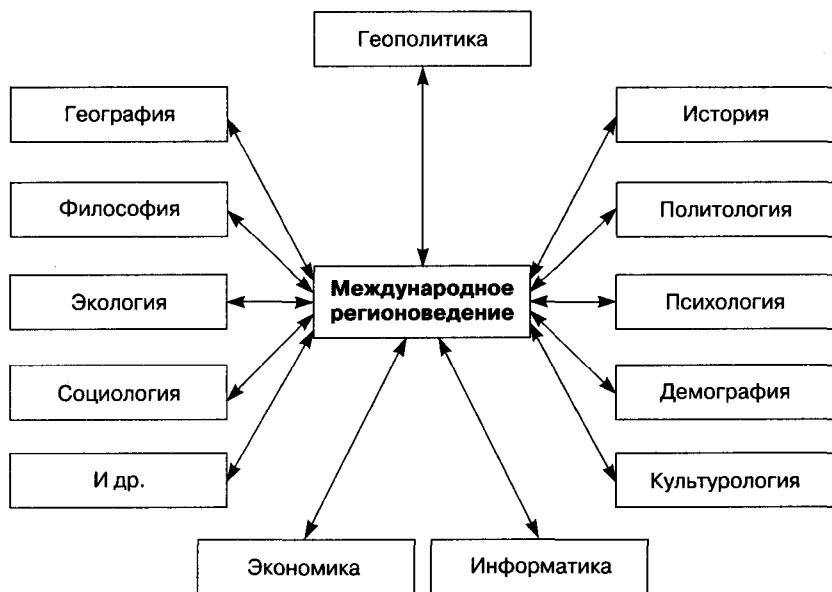 Геополитика
География
История
Философия
Политология
Международное
регионоведение
Экология
Психология
Социология
Демография
И др.
Культурология
Экономика
Информатика